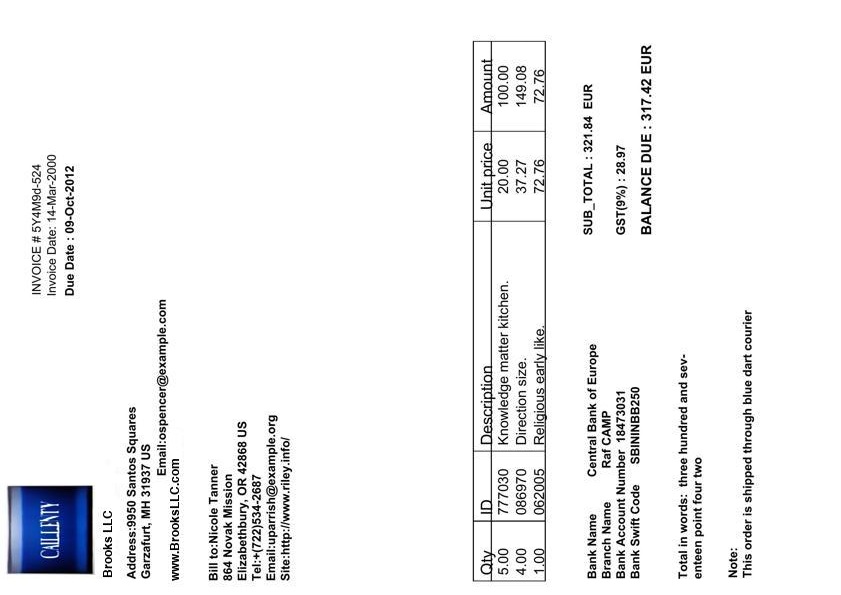 CAILLENTY
INVOICE # 5Y4M9d-524
Invoice Date: 14-Mar-2000
Due Date : 09-Oct-2012
Brooks LLC
Address:9950 Santos Squares
Garzafurt, MH 31937 US
Email:ospencer@example.com
www.BrooksLLC.com
Bill to:Nicole Tanner
864 Novak Mission
Elizabethbury, OR 42868 US
Tel:+(722)534-2687
Email:uparrish@example.org
Site:http://www.riley.info/
Qty ID Description Unit price Amount
5.00 777030 Knowledge matter kitchen. 20.00 100.00
4.00 086970 Direction size. 37.27 149.08
1.00 062005 Religious early like. 72.76 72.76
SUB_TOTAL : 321.84 EUR
GST(9%) : 28.97
BALANCE DUE : 317.42 EUR
Bank Name Central Bank of Europe
Branch Name Raf CAMP
Bank Account Number 18473031
Bank Swift Code SBININBB250
Total in words: three hundred and sev-
enteen point four two
Note:
This order is shipped through blue dart courier